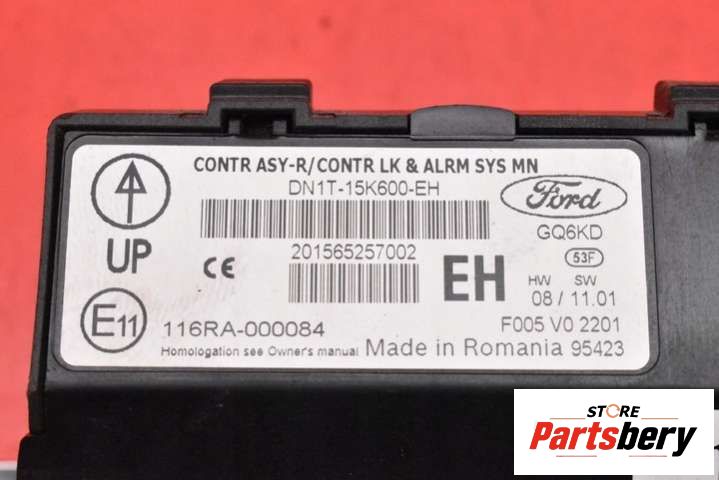 CONTR ASY-R/CONTR LK & ALRM SYS MN
DN1T-15K600-EH
Ford
UP
201565257002
GQ6KD
53F
CE
EH
HW SW
08 / 11.01
E11
116RA-000084
F005 V0 2201
Homologation see Owner's manual Made in Romania 95423
STORE
Partsbery